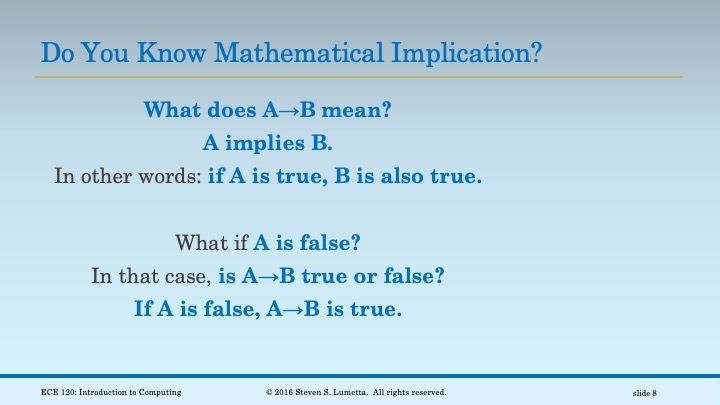 Do You Know Mathematical Implication?
What does A→B mean?
A implies B.
In other words: if A is true, B is also true.
What if A is false?
In that case, is A→B true or false?
If A is false, A→B is true.
ECE 120: Introduction to Computing
© 2016 Steven S. Lumetta. All rights reserved.
slide 8